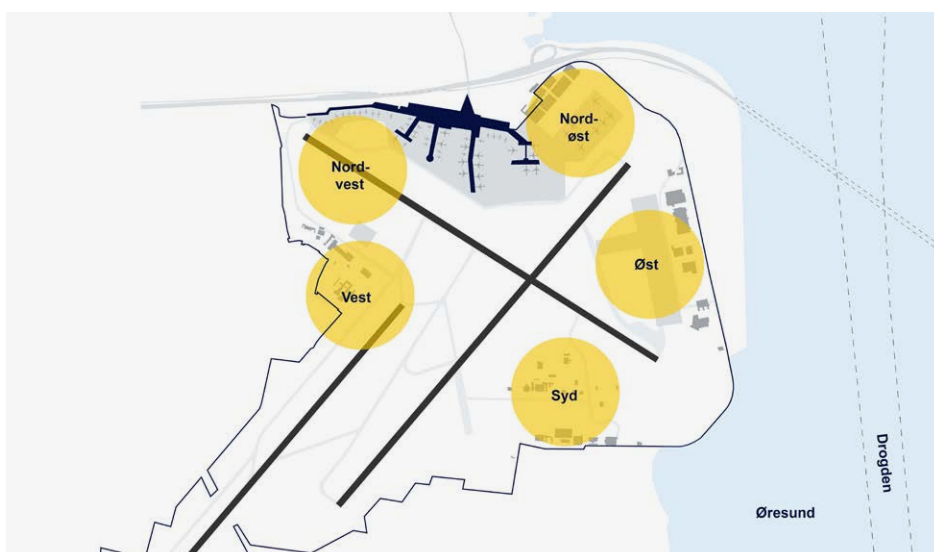 Nord-
øst
Nord-
vest
Øst
Vest
Syd
Drogden
Øresund